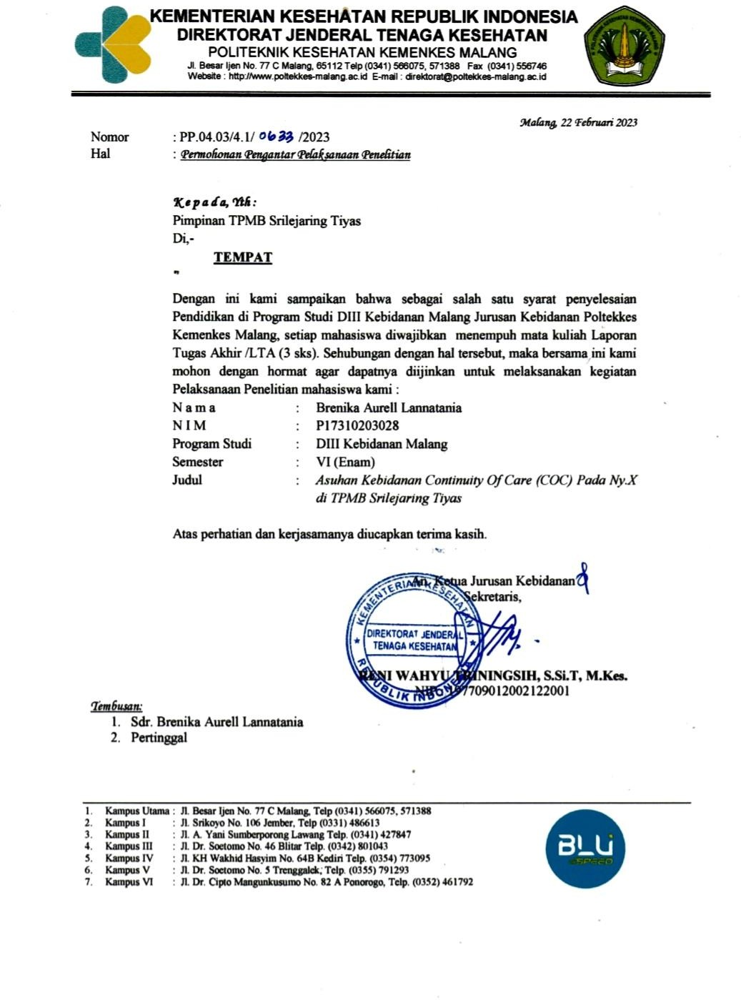 KEMENTERIAN KESEHATAN REPUBLIK INDONESIA
DIREKTORAT JENDERAL TENAGA KESEHATAN
POLITEKNIK KESEHATAN KEMENKES MALANG
Jl. Besar Ijen No. 77 C Malang, 65112 Telp (0341) 566075, 571388 Fax (0341) 556746
Website : http://www.poltekkes-malang.ac.id E-mail : direktorat@poltekkes-malang.ac.id
Malang, 22 Februari 2023
Nomor : PP.04.03/4.1/ 0633 /2023
Hal : Permohonan Pengantar Pelaksanaan Penelitian
Kepada, Yth :
Pimpinan TPMB Srilejaring Tiyas
Di,-
TEMPAT
Dengan ini kami sampaikan bahwa sebagai salah satu syarat penyelesaian
Pendidikan di Program Studi DIII Kebidanan Malang Jurusan Kebidanan Poltekkes
Kemenkes Malang, setiap mahasiswa diwajibkan menempuh mata kuliah Laporan
Tugas Akhir /LTA (3 sks). Sehubungan dengan hal tersebut, maka bersama ini kami
mohon dengan hormat agar dapatnya diijinkan untuk melaksanakan kegiatan
Pelaksanaan Penelitian mahasiswa kami :
N a m a : Brenika Aurell Lannatania
N I M : P17310203028
Program Studi : DIII Kebidanan Malang
Semester : VI (Enam)
Judul : Asuhan Kebidanan Continuity Of Care (COC) Pada Ny.X
di TPMB Srilejaring Tiyas
Atas perhatian dan kerjasamanya diucapkan terima kasih.
An. Ketua Jurusan Kebidanan
Sekretaris,
KEMENTERIAN KESEHATAN
DIREKTORAT JENDERAL
TENAGA KESEHATAN
REPUBLIK INDONESIA
RENI WAHYU TRININGSIH, S.Si.T, M.Kes.
NIP. 197709012002122001
Tembusan:
1. Sdr. Brenika Aurell Lannatania
2. Pertinggal
1. Kampus Utama : Jl. Besar Ijen No. 77 C Malang, Telp (0341) 566075, 571388
2. Kampus I : Jl. Srikoyo No. 106 Jember, Telp (0331) 486613
3. Kampus II : Jl. A. Yani Sumberporong Lawang Telp. (0341) 427847
4. Kampus III : Jl. Dr. Soetomo No. 46 Blitar Telp. (0342) 801043
5. Kampus IV : Jl. KH Wakhid Hasyim No. 64B Kediri Telp. (0354) 773095
6. Kampus V : Jl. Dr. Soetomo No. 5 Trenggalek, Telp. (0355) 791293
7. Kampus VI : Jl. Dr. Cipto Mangunkusumo No. 82 A Ponorogo, Telp. (0352) 461792
BLU
SPEED